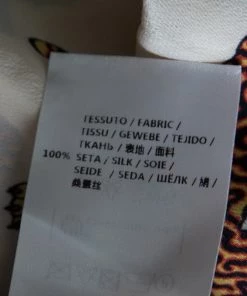 TESSUTO / FABRIC /
TISSU / GEWEBE / TEJIDO /
ТКАНЬ / 表地 / 面料
100% SETA / SILK / SOIE /
SEIDE / SEDA / ШЁЛК / 絹 /
桑蚕丝